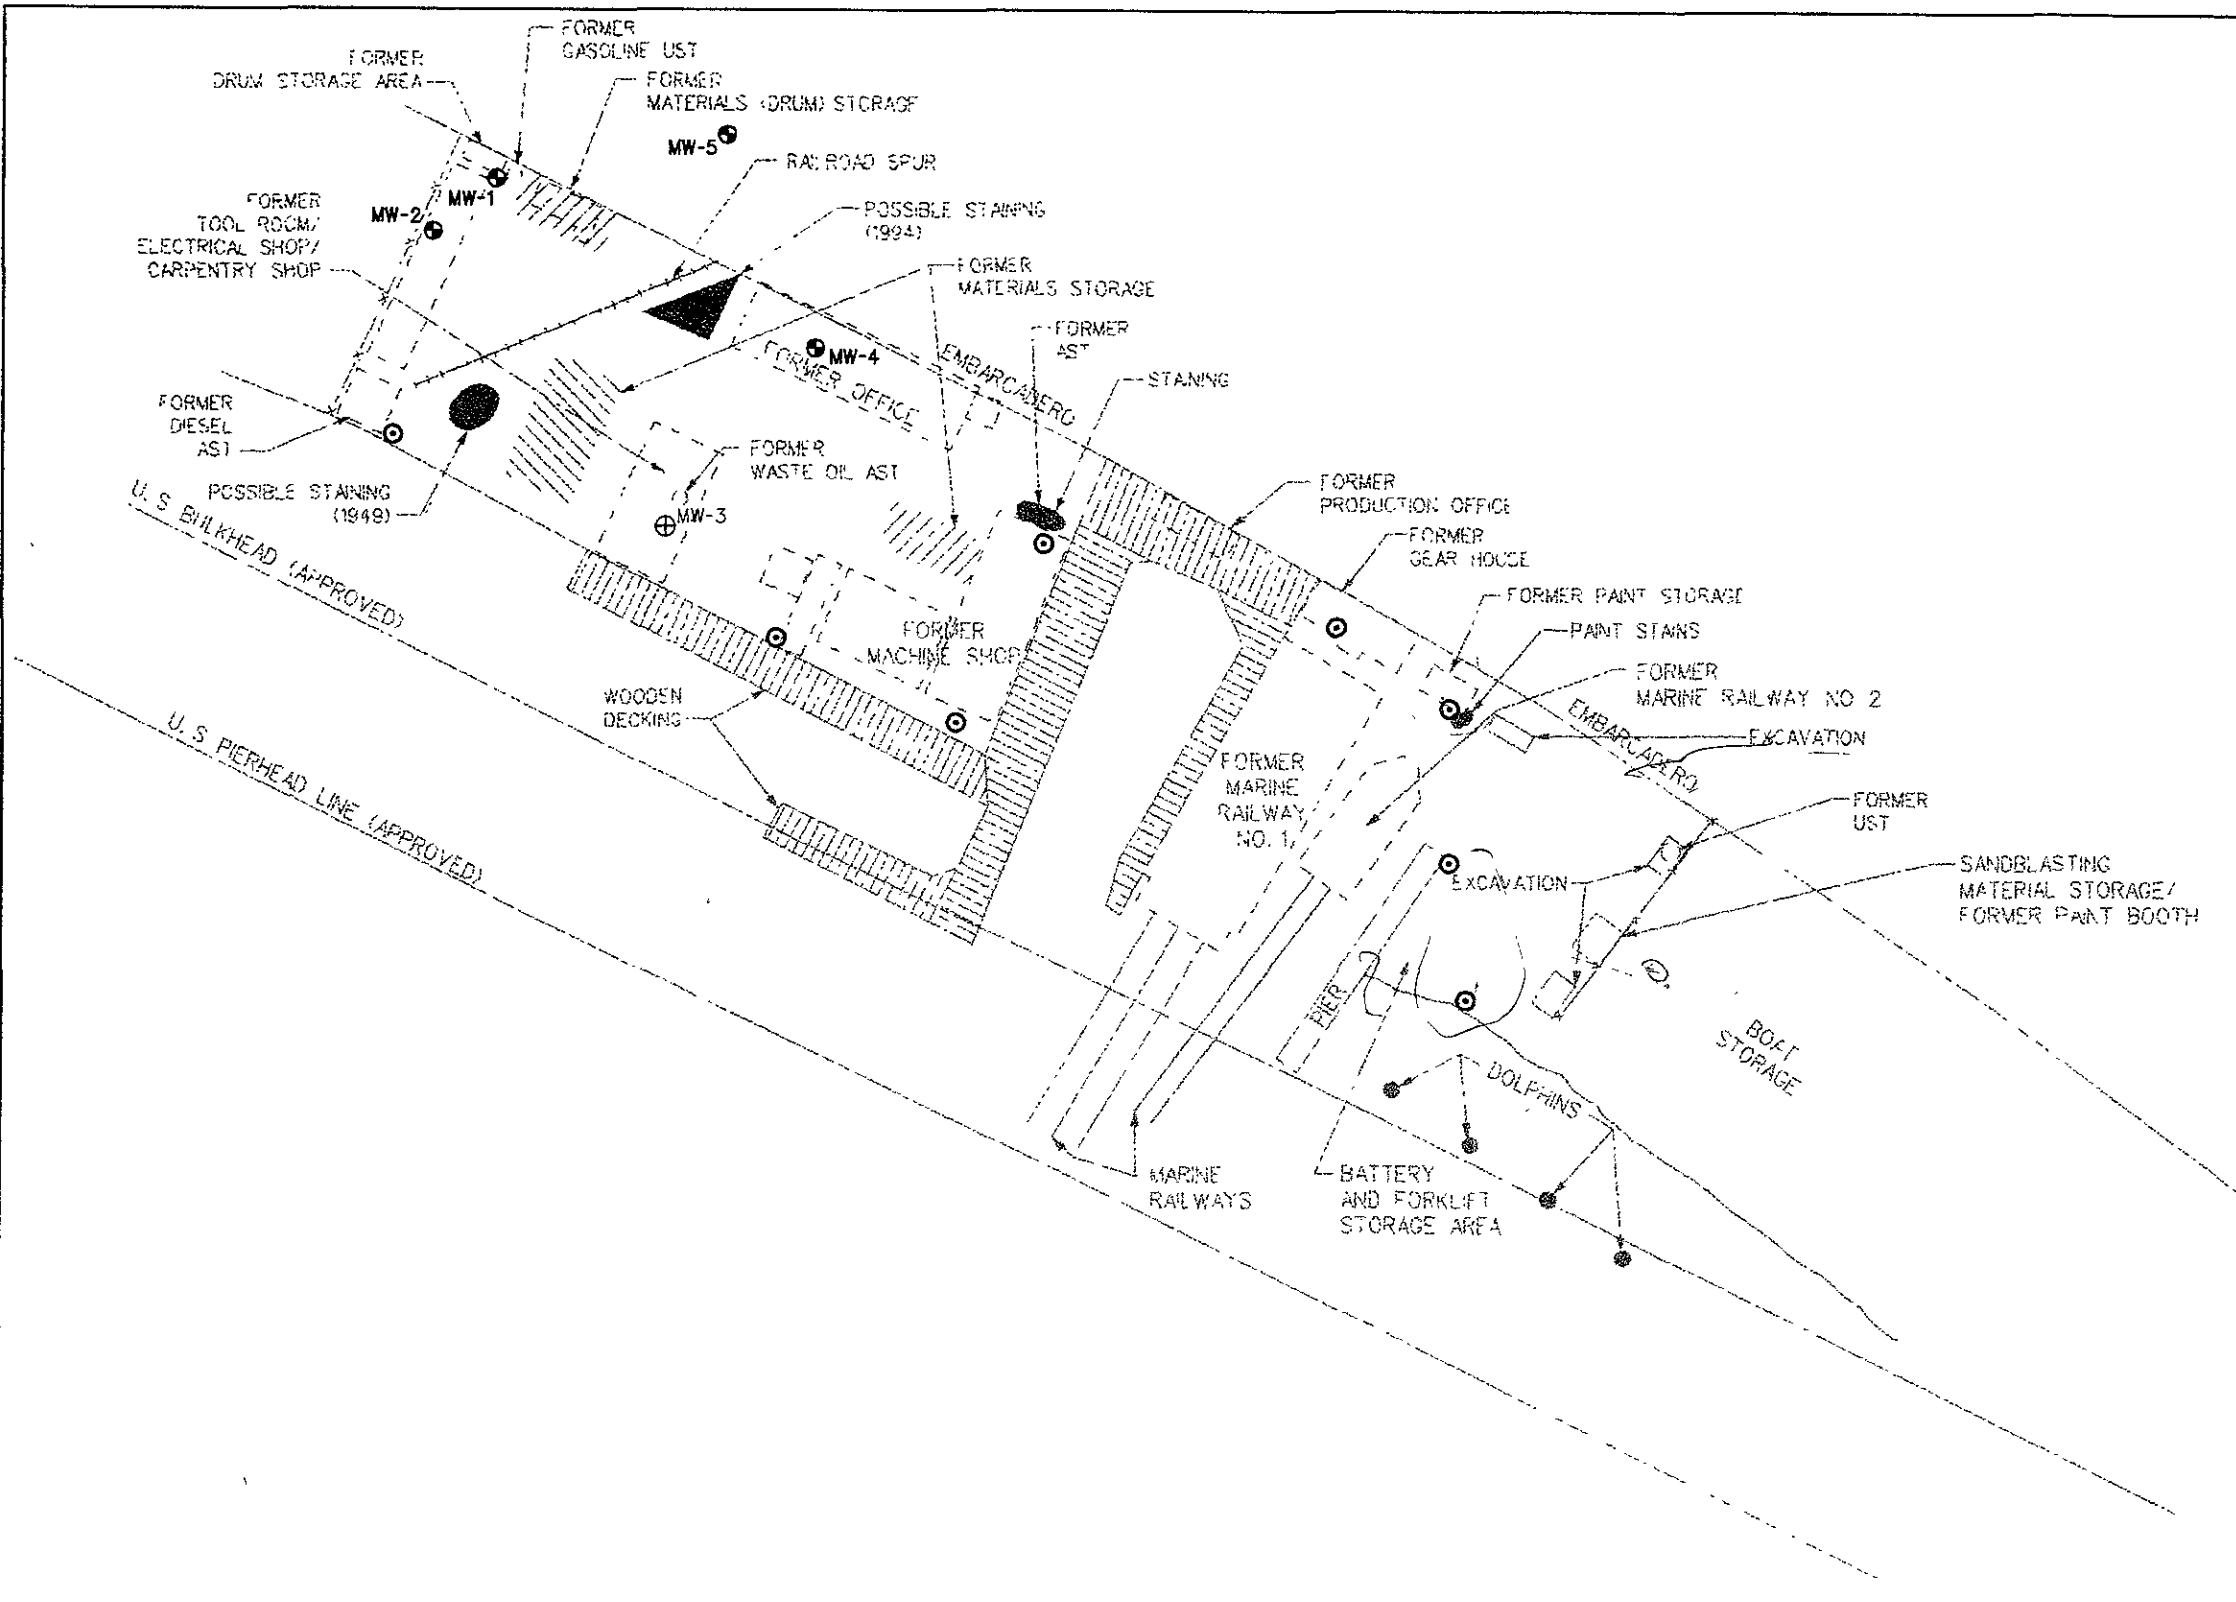 FORMER
GASOLINE UST
FORMER
DRUM STORAGE AREA
FORMER
MATERIALS (DRUM) STORAGE
MW-5
RAILROAD SPUR
MW-1
MW-2
FORMER
TOOL ROOM/
ELECTRICAL SHOP/
CARPENTRY SHOP
POSSIBLE STAINING
(1994)
FORMER
MATERIALS STORAGE
FORMER
AST
MW-4
EMBARCADERO
FORMER OFFICE
STAINING
FORMER
DIESEL
AST
FORMER
WASTE OIL AST
POSSIBLE STAINING
(1949)
MW-3
U. S BULKHEAD (APPROVED)
FORMER
PRODUCTION OFFICE
FORMER
GEAR HOUSE
FORMER PAINT STORAGE
PAINT STAINS
FORMER
MACHINE SHOP
FORMER
MARINE RAILWAY NO 2
WOODEN
DECKING
EMBARCADERO
EXCAVATION
U. S PIERHEAD LINE (APPROVED)
FORMER
MARINE
RAILWAY
NO. 1
FORMER
UST
EXCAVATION
SANDBLASTING
MATERIAL STORAGE/
FORMER PAINT BOOTH
PIER
BOAT
STORAGE
DOLPHINS
MARINE
RAILWAYS
BATTERY
AND FORKLIFT
STORAGE AREA